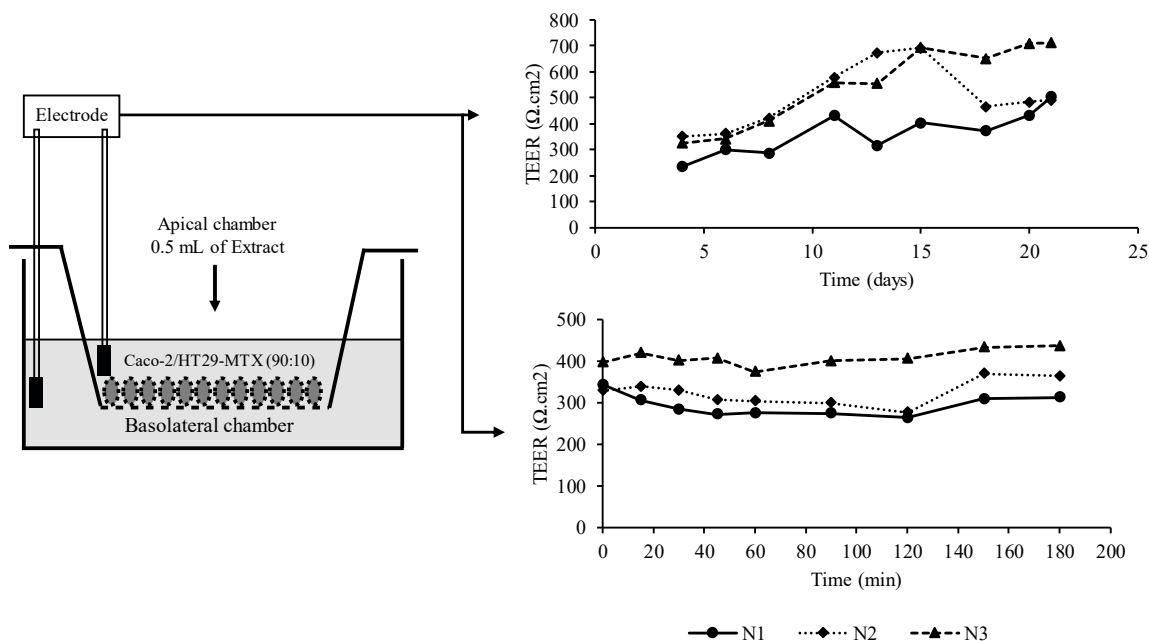 Electrode
Apical chamber
0.5 mL of Extract
Caco-2/HT29-MTX (90:10)
Basolateral chamber
TEER (Ω.cm2)
800
700
600
500
400
300
200
100
0
0 5 10 15 20 25
Time (days)
TEER (Ω.cm2)
500
400
300
200
100
0
0 20 40 60 80 100 120 140 160 180 200
Time (min)
N1 N2 N3